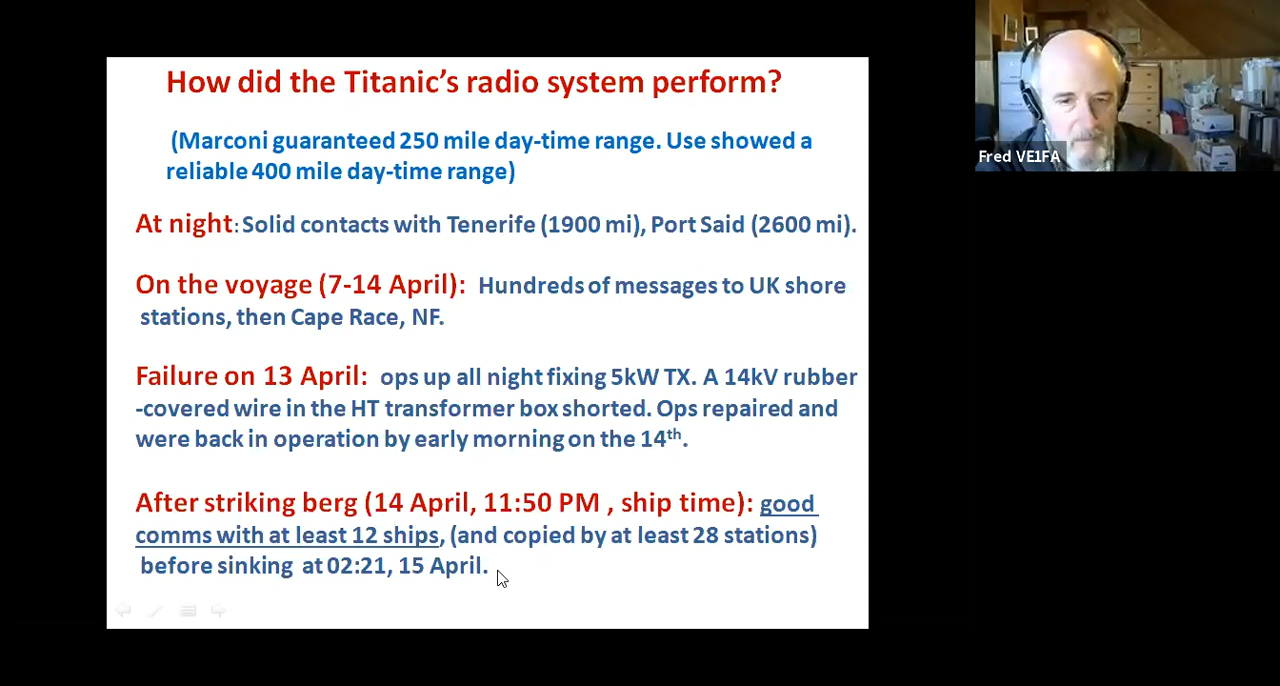 How did the Titanic's radio system perform?
(Marconi guaranteed 250 mile day-time range. Use showed a
reliable 400 mile day-time range)
At night: Solid contacts with Tenerife (1900 mi), Port Said (2600 mi).
On the voyage (7-14 April): Hundreds of messages to UK shore
stations, then Cape Race, NF.
Failure on 13 April: ops up all night fixing 5kW TX. A 14kV rubber
-covered wire in the HT transformer box shorted. Ops repaired and
were back in operation by early morning on the 14th.
After striking berg (14 April, 11:50 PM , ship time): good
comms with at least 12 ships, (and copied by at least 28 stations)
before sinking at 02:21, 15 April.
Fred VE1FA